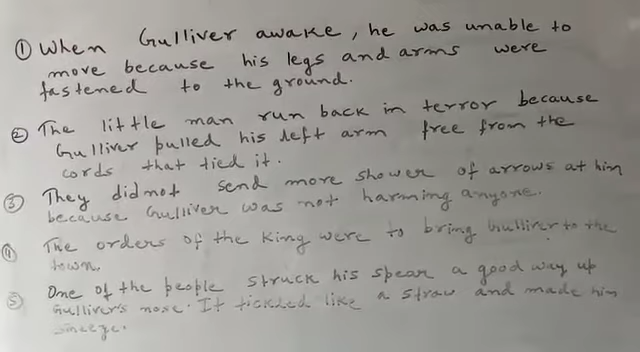 ① When Gulliver awake, he was unable to
move because his legs and arms were
fastened to the ground.
② The little man run back in terror because
Gulliver pulled his left arm free from the
cords that tied it.
③ They did not send more shower of arrows at him
because Gulliver was not harming anyone.
④ The orders of the King were to bring Gulliver to the
town.
⑤ One of the people struck his spear a good way up
Gulliver's nose. It tickded like a straw and made him
sneeze.